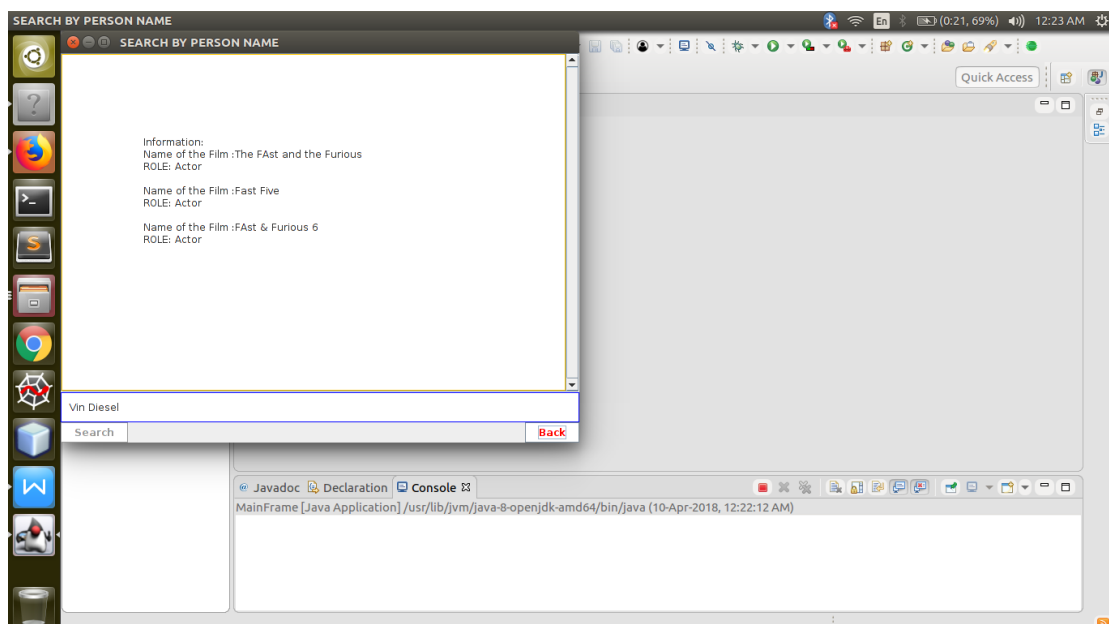 SEARCH BY PERSON NAME
En
(0:21, 69%)
12:23 AM
SEARCH BY PERSON NAME
Quick Access
Information:
Name of the Film :The FAst and the Furious
ROLE: Actor
Name of the Film :Fast Five
ROLE: Actor
Name of the Film :FAst & Furious 6
ROLE: Actor
Vin Diesel
Search
Back
@ Javadoc Declaration Console
MainFrame [Java Application] /usr/lib/jvm/java-8-openjdk-amd64/bin/java (10-Apr-2018, 12:22:12 AM)